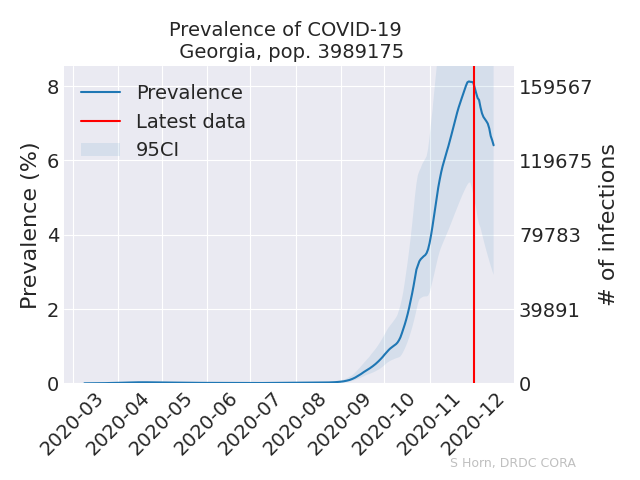 Prevalence of COVID-19
Georgia, pop. 3989175
Prevalence
Latest data
95CI
Prevalence (%)
8
6
4
2
0
159567
119675
79783
39891
0
# of infections
2020-03
2020-04
2020-05
2020-06
2020-07
2020-08
2020-09
2020-10
2020-11
2020-12
S Horn, DRDC CORA